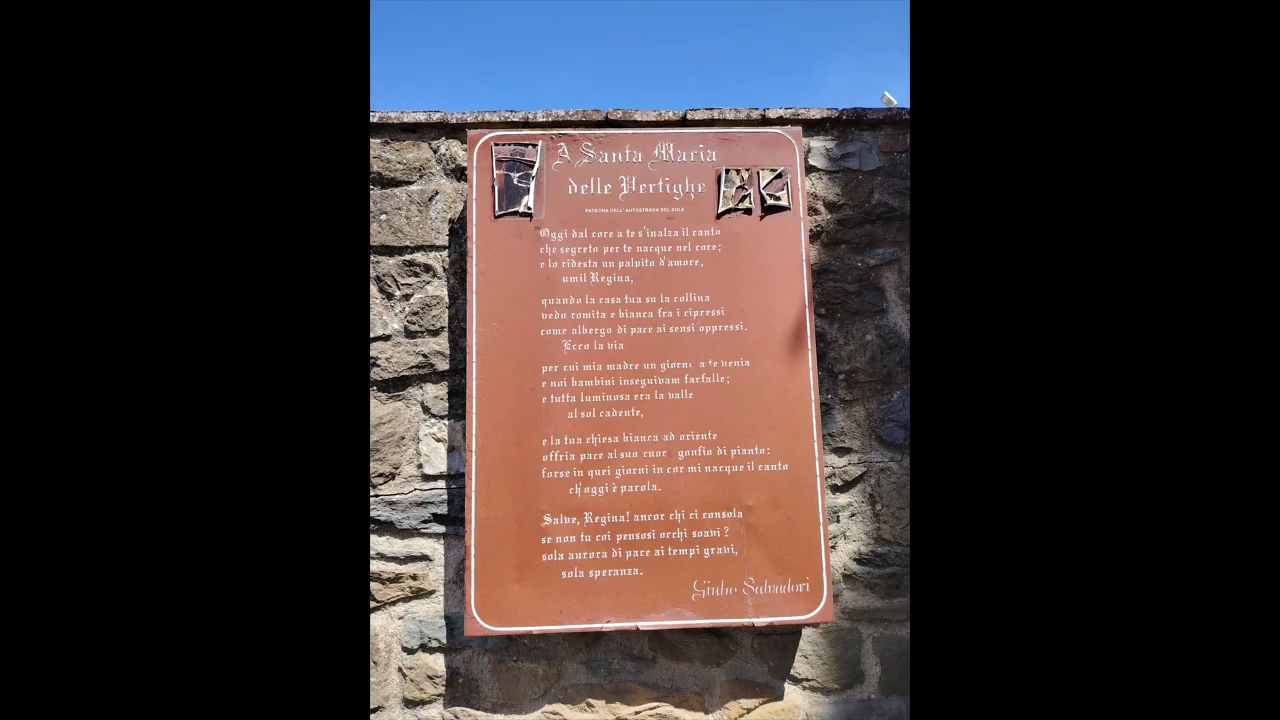 A Santa Maria
delle Vertighe
PATRONA DELL' AUTOSTRADA DEL SOLE
Oggi dal core a te s'inalza il canto
che segreto per te nacque nel core;
e lo ridesta un palpito d'amore,
umil Regina,
quando la casa tua su la collina
vedo romita e bianca fra i cipressi
come albergo di pace ai sensi oppressi.
Ecco la via
per cui mia madre un giorno a te venia
e noi bambini inseguivam farfalle;
e tutta luminosa era la valle
al sol cadente,
e la tua chiesa bianca ad oriente
offria pace al suo cuor gonfio di pianto:
forse in quei giorni in cor mi nacque il canto
ch'oggi è parola.
Salve, Regina! ancor chi ci consola
se non tu coi pensosi occhi soavi?
sola aurora di pace ai tempi gravi,
sola speranza.
Giulio Salvadori